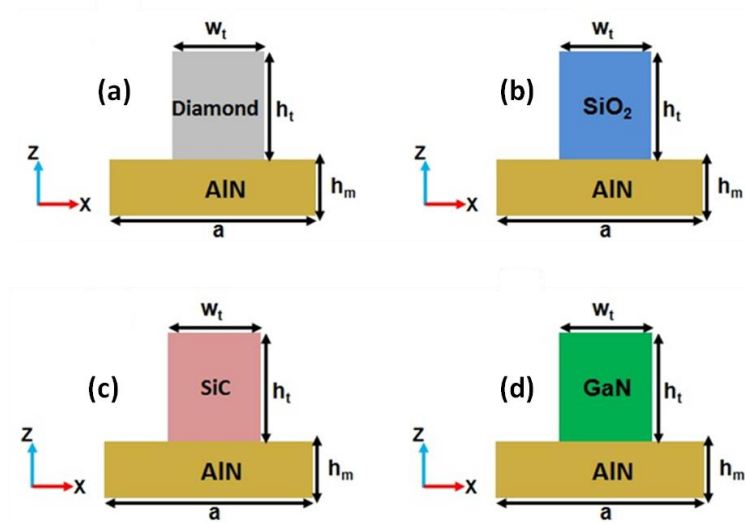 wₜ
(a)
Diamond
hₜ
Z
AlN
hₘ
X
a
wₜ
(b)
SiO₂
hₜ
Z
AlN
hₘ
X
a
wₜ
(c)
SiC
hₜ
Z
AlN
hₘ
X
a
wₜ
(d)
GaN
hₜ
Z
AlN
hₘ
X
a